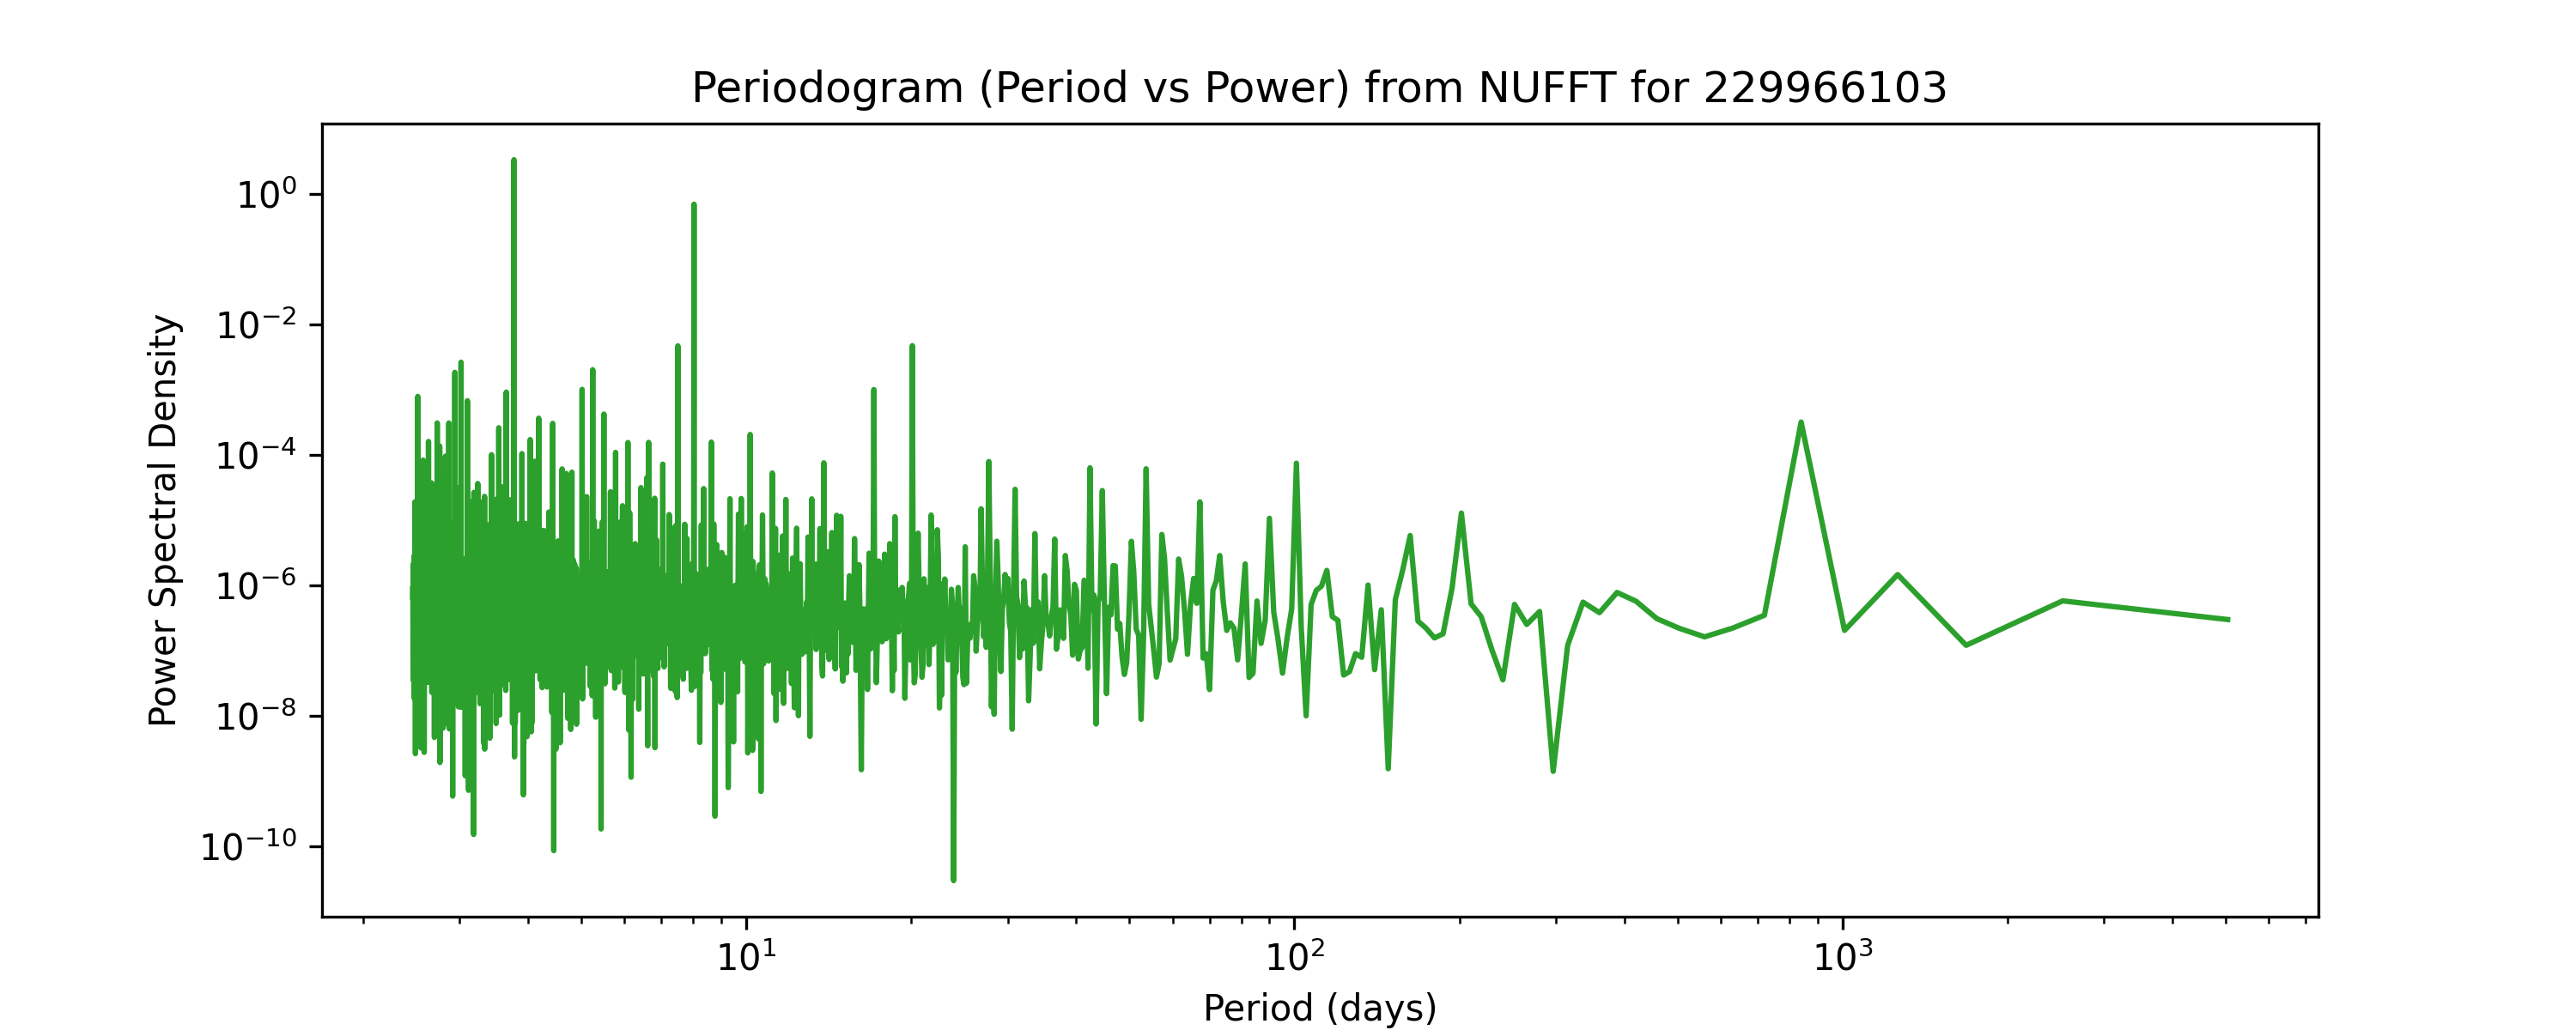 Periodogram (Period vs Power) from NUFFT for 229966103
Power Spectral Density
10⁰
10⁻²
10⁻⁴
10⁻⁶
10⁻⁸
10⁻¹⁰
10¹ 10² 10³
Period (days)